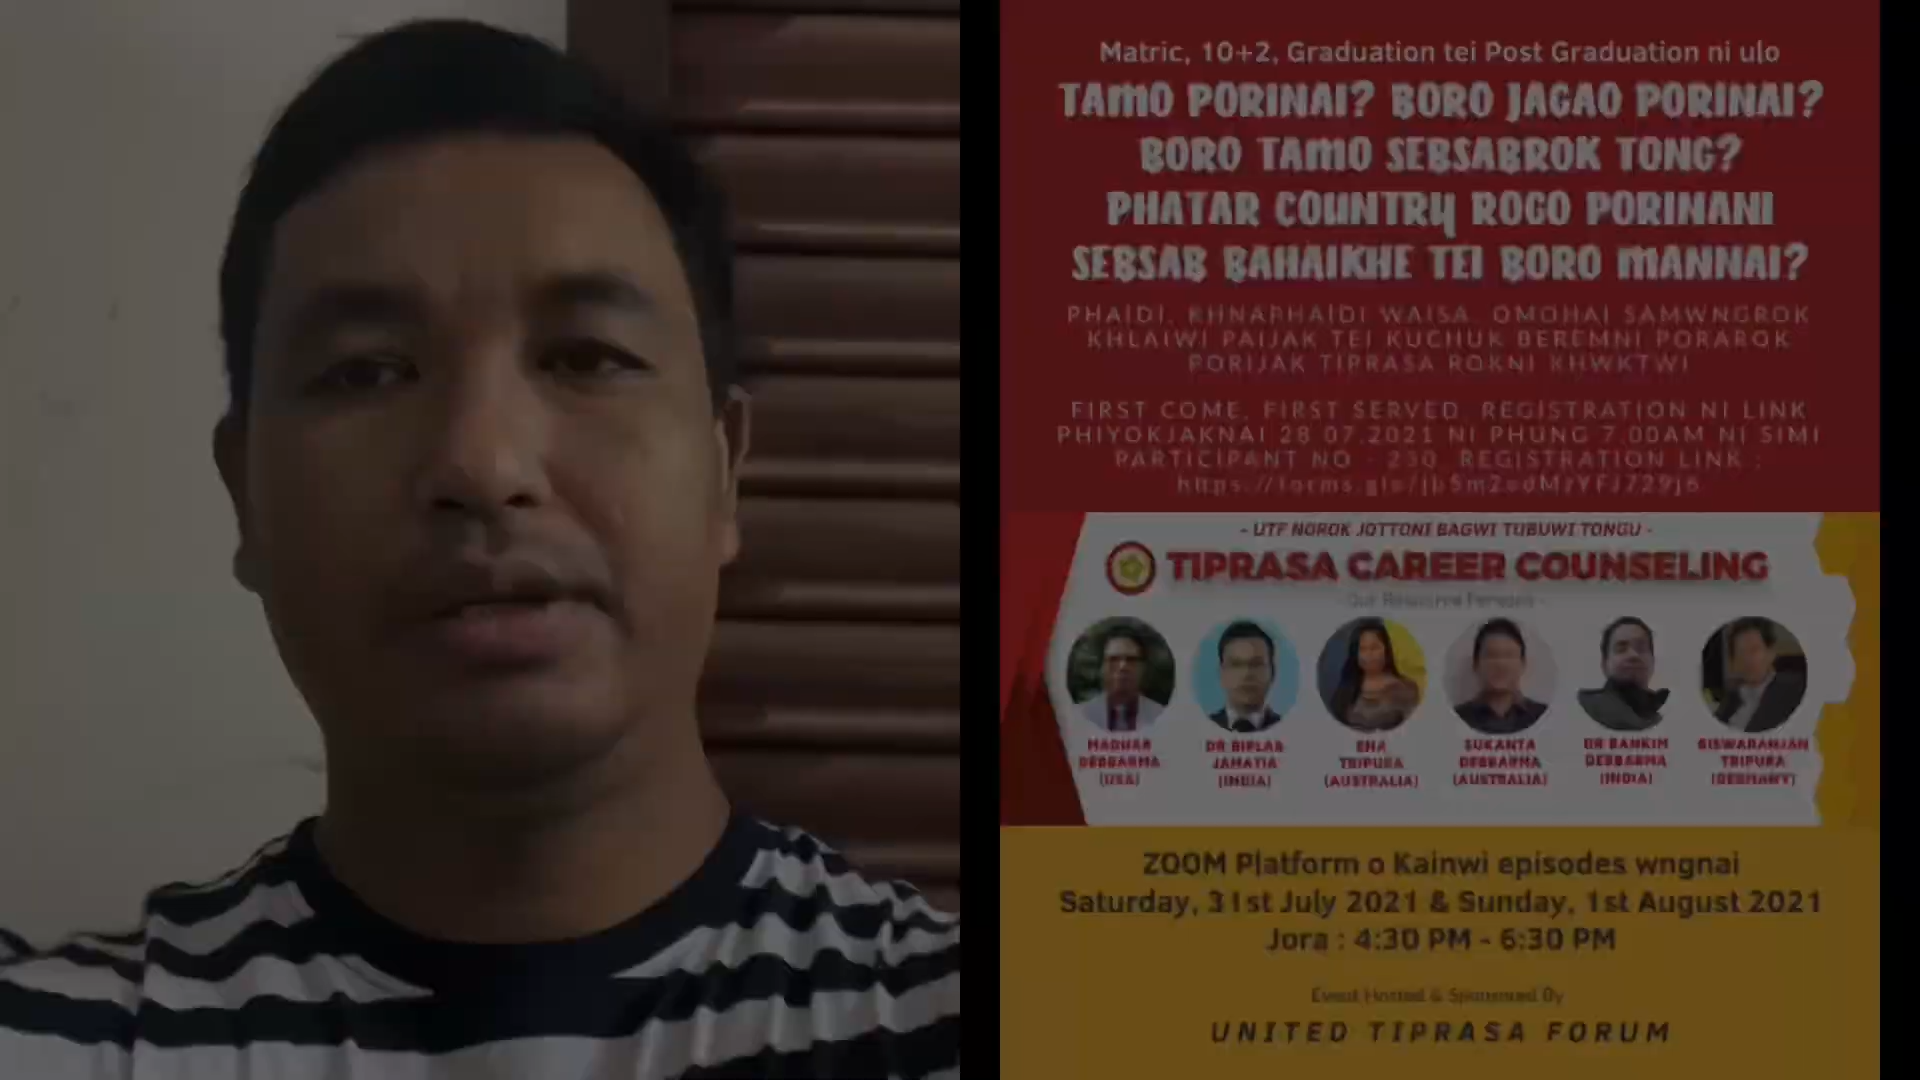 Matric, 10+2, Graduation tei Post Graduation ni ulo
TAMO PORINAI? BORO JAGAO PORINAI?
BORO TAMO SEBSABROK TONG?
PHATAR COUNTRY ROGO PORINANI
SEBSAB BAHAIKHE TEI BORO MANNAI?
PHAIDI, KHNAPHAIDI WAISA, OMOHAI SAMWNGROK
KHLAIWI PAIJAK TEI KUCHUK BEREMNI PORAROK
PORIJAK TIPRASA ROKNI KHWKTWI
FIRST COME, FIRST SERVED, REGISTRATION NI LINK
PHIYOKJAKNAI 28.07.2021 NI PHUNG 7.00AM NI SIMI
PARTICIPANT NO - 230, REGISTRATION LINK :
- UTF NOROK JOTTONI BAGWI TUBUWI TONGU -
TIPRASA CAREER COUNSELING
- Our Resource Persons -
MADHAB DEBBARMA (USA)
DR BIPLAB JAMATIA (INDIA)
ENA TRIPURA (AUSTRALIA)
SUKANTA DEBBARMA (AUSTRALIA)
DR BANKIM DEBBARMA (INDIA)
BISWARANJAN TRIPURA (GERMANY)
ZOOM Platform o Kainwi episodes wngnai
Saturday, 31st July 2021 & Sunday, 1st August 2021
Jora : 4:30 PM - 6:30 PM
Event Hosted & Sponsored By
UNITED TIPRASA FORUM